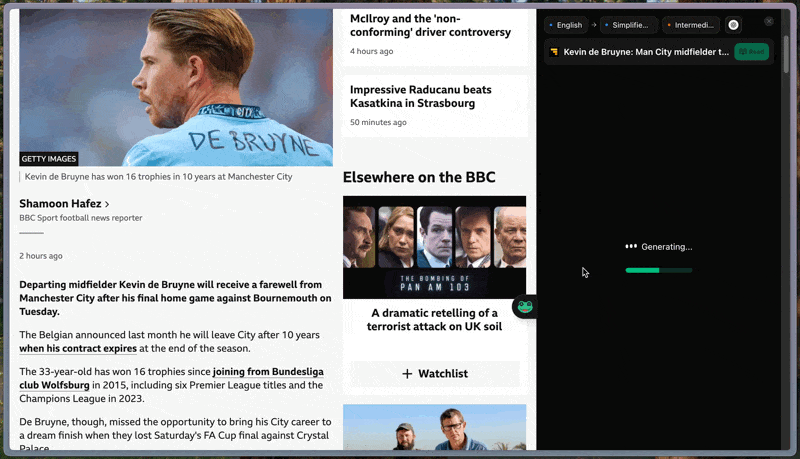 DE BRUYNE
GETTY IMAGES
Kevin de Bruyne has won 16 trophies in 10 years at Manchester City
Shamoon Hafez
BBC Sport football news reporter
2 hours ago
Departing midfielder Kevin de Bruyne will receive a farewell from
Manchester City after his final home game against Bournemouth on
Tuesday.
The Belgian announced last month he will leave City after 10 years
when his contract expires at the end of the season.
The 33-year-old has won 16 trophies since joining from Bundesliga
club Wolfsburg in 2015, including six Premier League titles and the
Champions League in 2023.
De Bruyne, though, missed the opportunity to bring his City career to
a dream finish when they lost Saturday's FA Cup final against Crystal
Palace.
McIlroy and the 'non-
conforming' driver controversy
4 hours ago
Impressive Raducanu beats
Kasatkina in Strasbourg
50 minutes ago
Elsewhere on the BBC
THE BOMBING OF
PAN AM 103
A dramatic retelling of a
terrorist attack on UK soil
+ Watchlist
English → Simplifie... Intermedi...
Kevin de Bruyne: Man City midfielder t... Read
Generating...